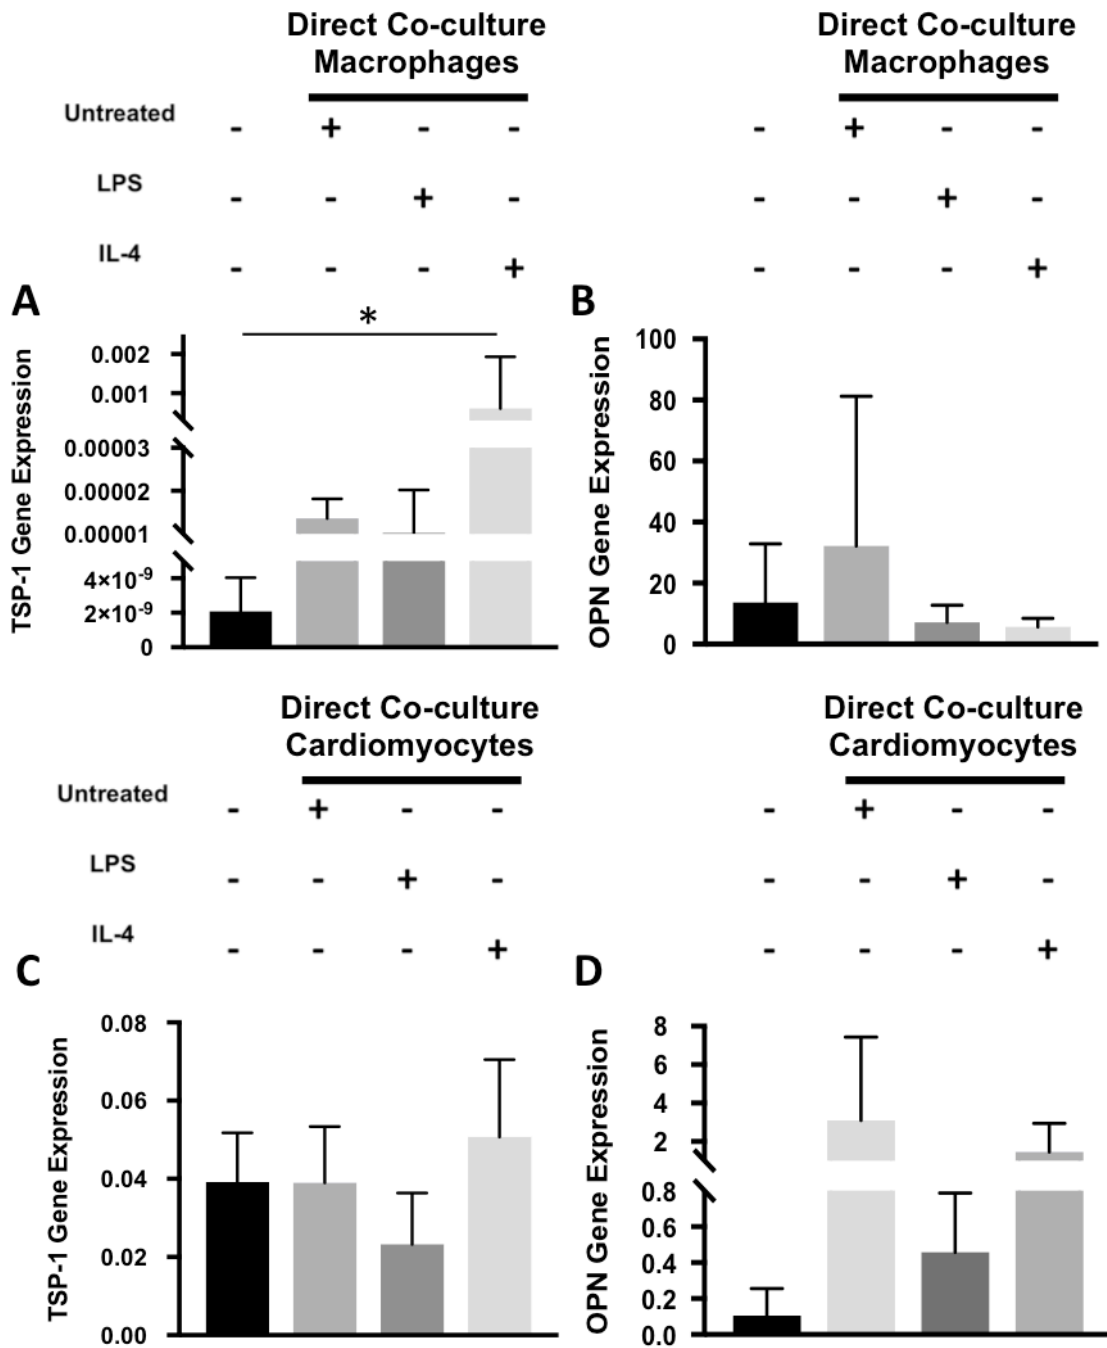 Direct Co-culture
Macrophages
Direct Co-culture
Macrophages
Untreated - + - - - + - -
LPS - - + - - - + -
IL-4 - - - + - - - +
A
*
TSP-1 Gene Expression
0.002
0.001
0.00003
0.00002
0.00001
4×10⁻⁹
2×10⁻⁹
0
B
OPN Gene Expression
100
80
60
40
20
0
Direct Co-culture
Cardiomyocytes
Direct Co-culture
Cardiomyocytes
Untreated - + - - - + - -
LPS - - + - - - + -
IL-4 - - - + - - - +
C
TSP-1 Gene Expression
0.08
0.06
0.04
0.02
0.00
D
OPN Gene Expression
8
6
4
2
0.8
0.6
0.4
0.2
0.0